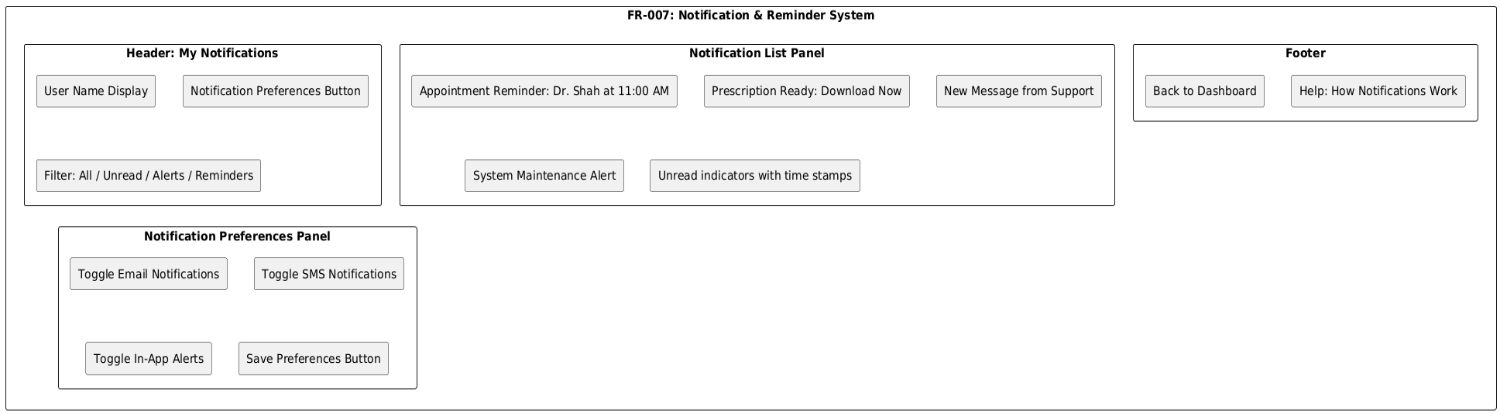 FR-007: Notification & Reminder System
Header: My Notifications
User Name Display
Notification Preferences Button
Filter: All / Unread / Alerts / Reminders
Notification List Panel
Appointment Reminder: Dr. Shah at 11:00 AM
Prescription Ready: Download Now
New Message from Support
System Maintenance Alert
Unread indicators with time stamps
Footer
Back to Dashboard
Help: How Notifications Work
Notification Preferences Panel
Toggle Email Notifications
Toggle SMS Notifications
Toggle In-App Alerts
Save Preferences Button